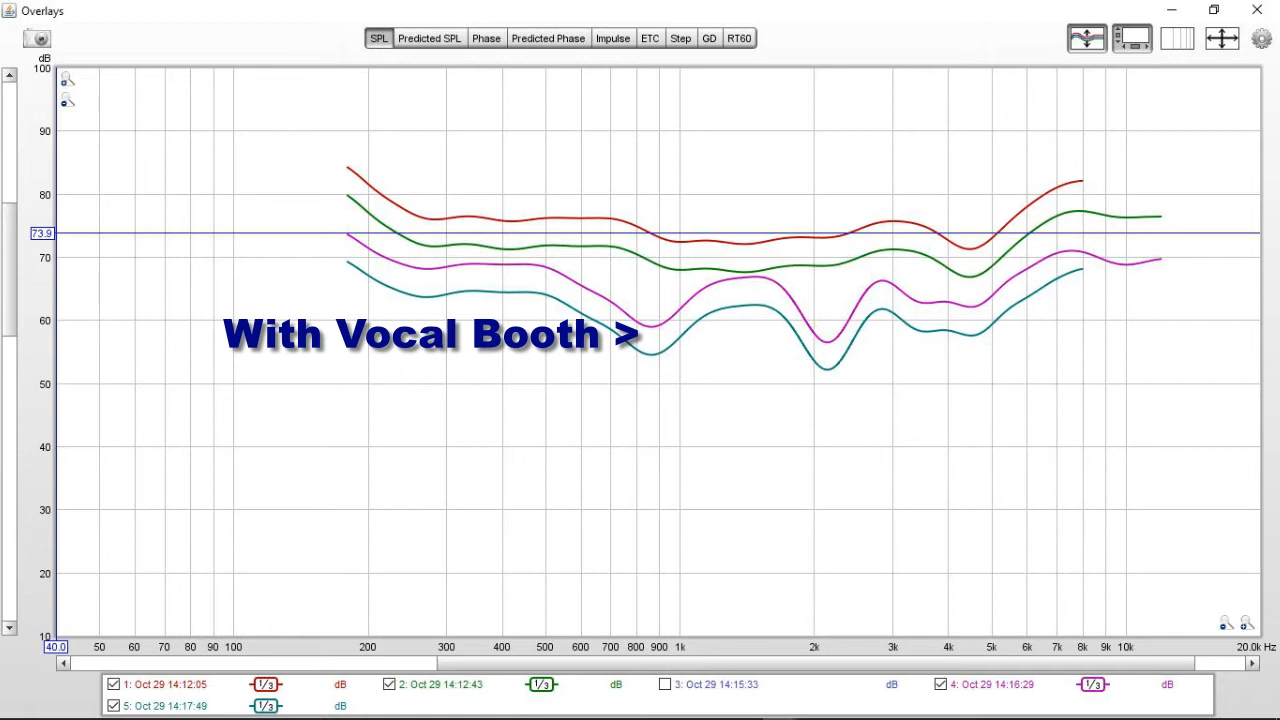 Overlays
SPL Predicted SPL Phase Predicted Phase Impulse ETC Step GD RT60
dB
100
90
80
73.9
70
60
With Vocal Booth >
50
40
30
20
10
40.0 50 60 70 80 90 100 200 300 400 500 600 700 800 900 1k 2k 3k 4k 5k 6k 7k 8k 9k 10k 20.0k Hz
1: Oct 29 14:12:05 1/3 dB 2: Oct 29 14:12:43 1/3 dB 3: Oct 29 14:15:33 dB 4: Oct 29 14:16:29 1/3 dB
5: Oct 29 14:17:49 1/3 dB